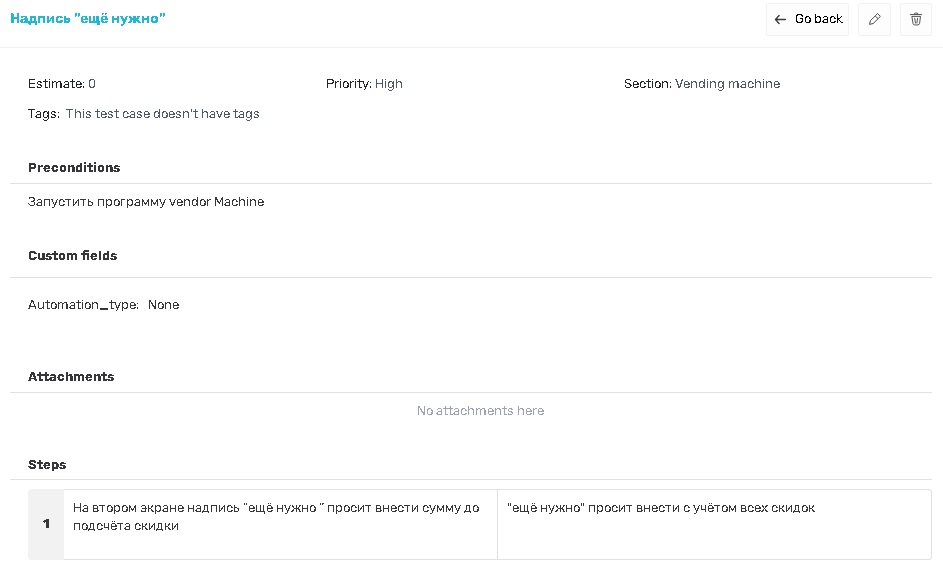 Надпись "ещё нужно"
Go back
Estimate: 0
Priority: High
Section: Vending machine
Tags: This test case doesn't have tags
Preconditions
Запустить программу vendor Machine
Custom fields
Automation_type: None
Attachments
No attachments here
Steps
1
На втором экране надпись "ещё нужно " просит внести сумму до
подсчёта скидки
"ещё нужно" просит внести с учётом всех скидок